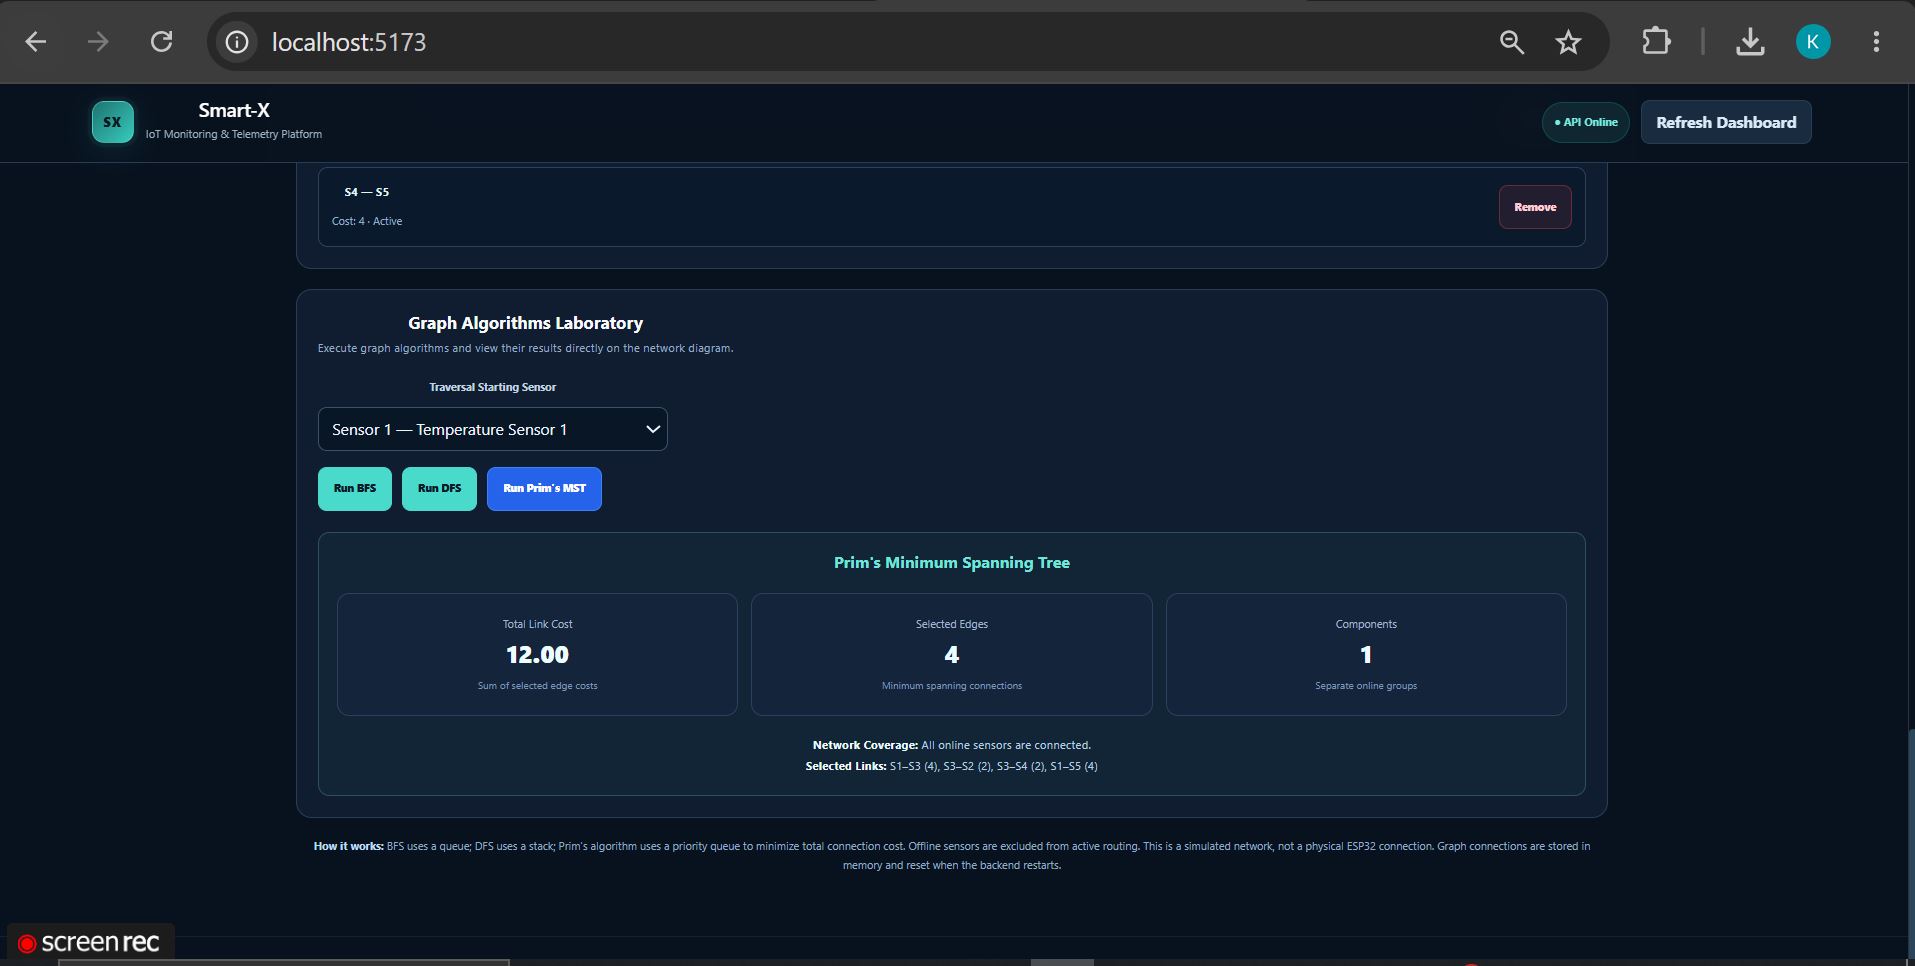 localhost:5173
K
SX
Smart-X
IoT Monitoring & Telemetry Platform
• API Online
Refresh Dashboard
S4 — S5
Cost: 4 · Active
Remove
Graph Algorithms Laboratory
Execute graph algorithms and view their results directly on the network diagram.
Traversal Starting Sensor
Sensor 1 — Temperature Sensor 1
Run BFS
Run DFS
Run Prim's MST
Prim's Minimum Spanning Tree
Total Link Cost
12.00
Sum of selected edge costs
Selected Edges
4
Minimum spanning connections
Components
1
Separate online groups
Network Coverage: All online sensors are connected.
Selected Links: S1–S3 (4), S3–S2 (2), S3–S4 (2), S1–S5 (4)
How it works: BFS uses a queue; DFS uses a stack; Prim's algorithm uses a priority queue to minimize total connection cost. Offline sensors are excluded from active routing. This is a simulated network, not a physical ESP32 connection. Graph connections are stored in
memory and reset when the backend restarts.
screenrec